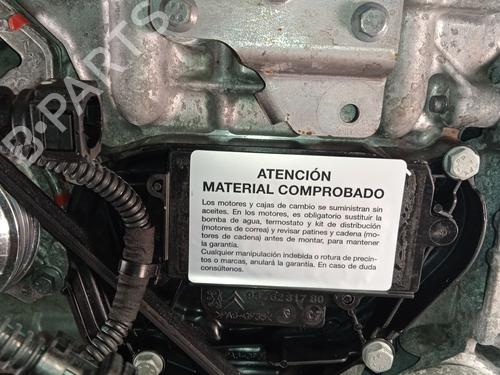 B-PARTS
ATENCIÓN
MATERIAL COMPROBADO
Los motores y cajas de cambio se suministran sin
aceites. En los motores, es obligatorio sustituir la
bomba de agua, termostato y kit de distribución
(motores de correa) y revisar patines y cadena (mo-
tores de cadena) antes de montar, para mantener
la garantía.
Cualquier manipulación indebida o rotura de precin-
tos o marcas, anulará la garantía. En caso de duda
consúltenos.